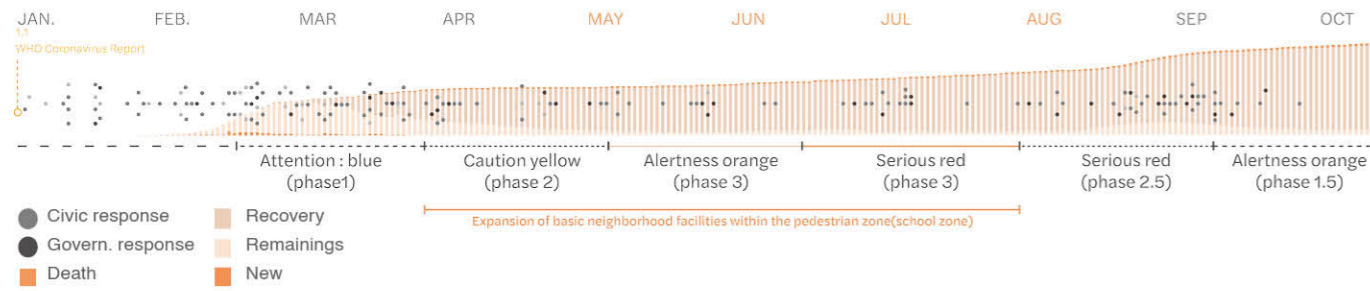 JAN. FEB. MAR APR MAY JUN JUL AUG SEP OCT
1.1
WHO Coronavirus Report
Attention : blue
(phase1)
Caution yellow
(phase 2)
Alertness orange
(phase 3)
Serious red
(phase 3)
Serious red
(phase 2.5)
Alertness orange
(phase 1.5)
Expansion of basic neighborhood facilities within the pedestrian zone(school zone)
Civic response
Govern. response
Death
Recovery
Remainings
New